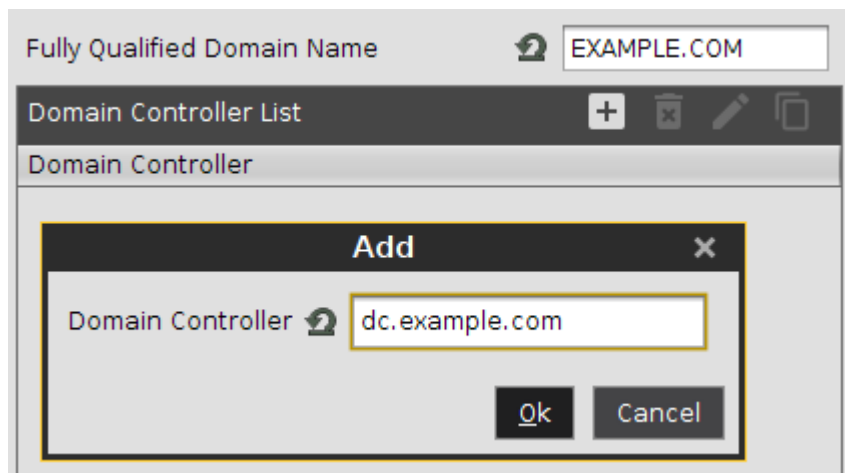 Fully Qualified Domain Name EXAMPLE.COM
Domain Controller List
Domain Controller
Add
Domain Controller dc.example.com
Ok Cancel